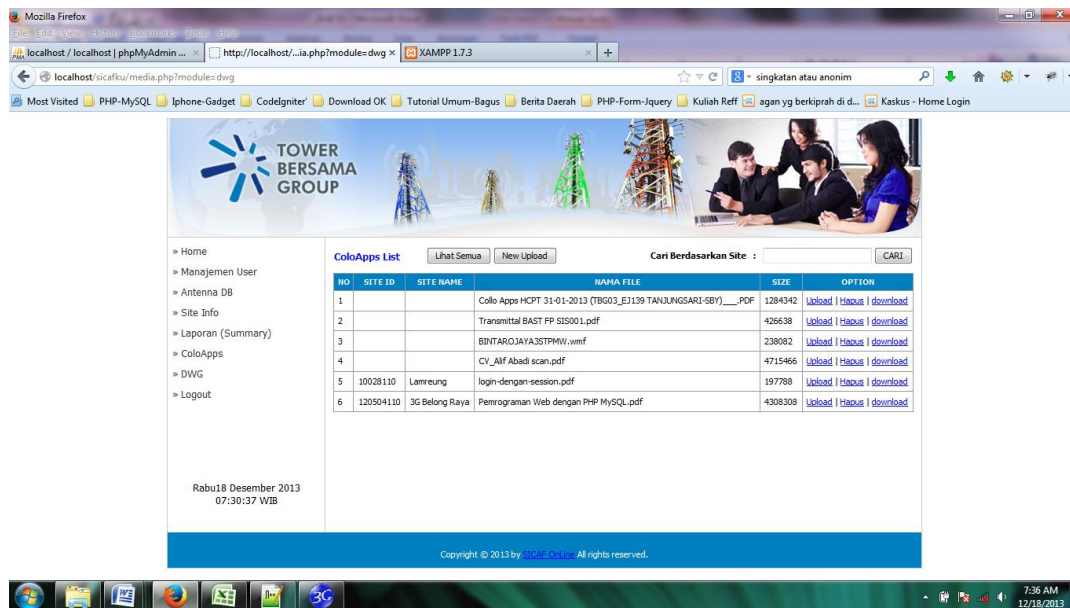 Mozilla Firefox
File Edit View History Bookmarks Tools Help
localhost / localhost | phpMyAdmin ... × http://localhost/...ia.php?module=dwg × XAMPP 1.7.3 × +
localhost/sicafku/media.php?module=dwg singkatan atau anonim
Most Visited PHP-MySQL Iphone-Gadget CodeIgniter' Download OK Tutorial Umum-Bagus Berita Daerah PHP-Form-Jquery Kuliah Reff agan yg berkiprah di d... Kaskus - Home Login
TOWER
BERSAMA
GROUP
» Home
» Manajemen User
» Antenna DB
» Site Info
» Laporan (Summary)
» ColoApps
» DWG
» Logout
Rabu18 Desember 2013
07:30:37 WIB
ColoApps List Lihat Semua New Upload Cari Berdasarkan Site : CARI
NO SITE ID SITE NAME NAMA FILE SIZE OPTION
1 Collo Apps HCPT 31-01-2013 (TBG03_EJ139 TANJUNGSARI-SBY)___.PDF 1284342 Upload | Hapus | download
2 Transmittal BAST FP SIS001.pdf 426638 Upload | Hapus | download
3 BINTAROJAYA3STPMW.wmf 238082 Upload | Hapus | download
4 CV_Alif Abadi scan.pdf 4715466 Upload | Hapus | download
5 10028110 Lamreung login-dengan-session.pdf 197788 Upload | Hapus | download
6 120504110 3G Belong Raya Pemrograman Web dengan PHP MySQL.pdf 4308308 Upload | Hapus | download
Copyright © 2013 by SICAF OnLine All rights reserved.
3G
7:36 AM
12/18/2013